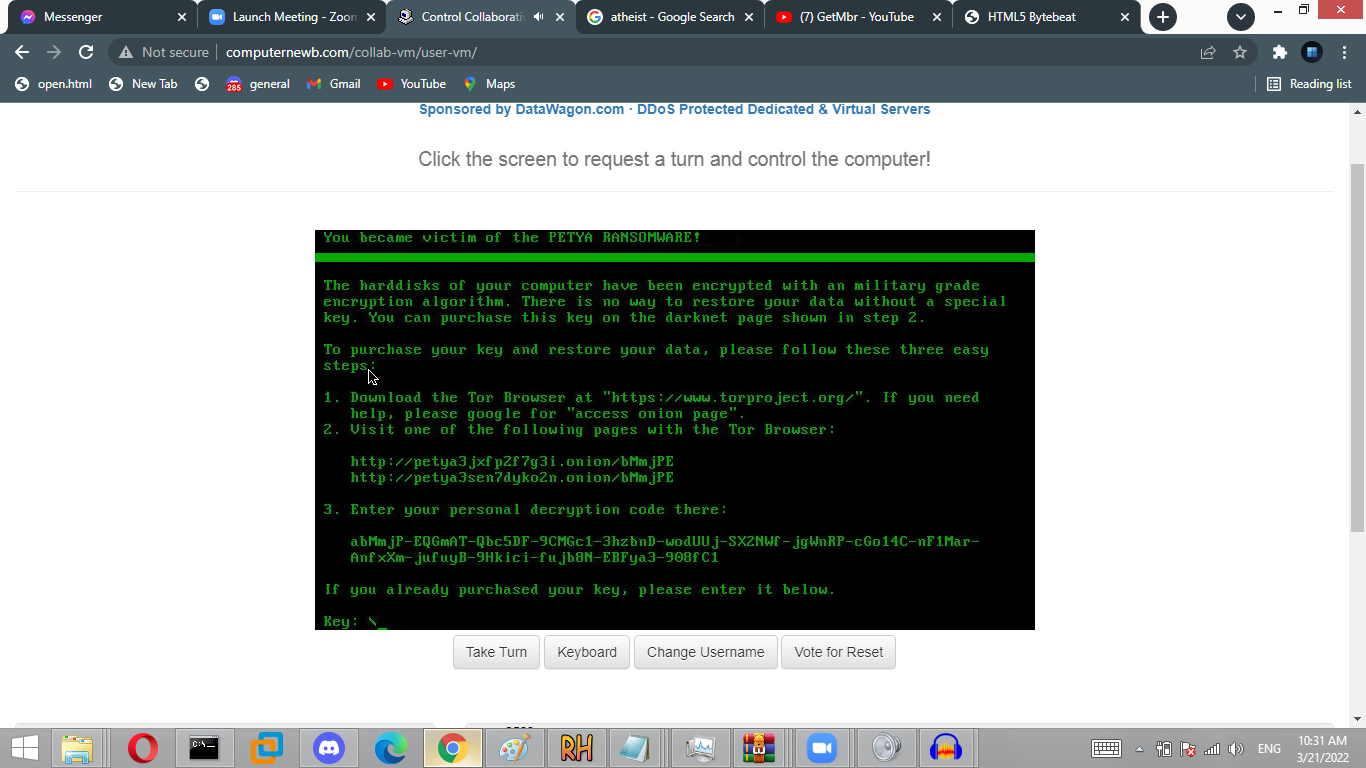 Messenger
Launch Meeting - Zoom
Control Collaborati
atheist - Google Search
(7) GetMbr - YouTube
HTML5 Bytebeat
Not secure computernewb.com/collab-vm/user-vm/
open.html New Tab 285 general Gmail YouTube Maps Reading list
Sponsored by DataWagon.com · DDoS Protected Dedicated & Virtual Servers
Click the screen to request a turn and control the computer!
You became victim of the PETYA RANSOMWARE!
The harddisks of your computer have been encrypted with an military grade
encryption algorithm. There is no way to restore your data without a special
key. You can purchase this key on the darknet page shown in step 2.
To purchase your key and restore your data, please follow these three easy
steps:
1. Download the Tor Browser at "https://www.torproject.org/". If you need
help, please google for "access onion page".
2. Visit one of the following pages with the Tor Browser:
http://petya3jxfp2f7g3i.onion/bMmjPE
http://petya3sen7dyko2n.onion/bMmjPE
3. Enter your personal decryption code there:
abMmjP-EQGmAT-Qbc5DF-9CMGc1-3hzbnD-wodUUj-SX2NWf-jgWnRP-cGo14C-nF1Mar-
AnfxXm-jufuyB-9Hkici-fujb8N-EBFya3-908fC1
If you already purchased your key, please enter it below.
Key: \_
Take Turn Keyboard Change Username Vote for Reset
C:\_ RH ENG 10:31 AM
3/21/2022